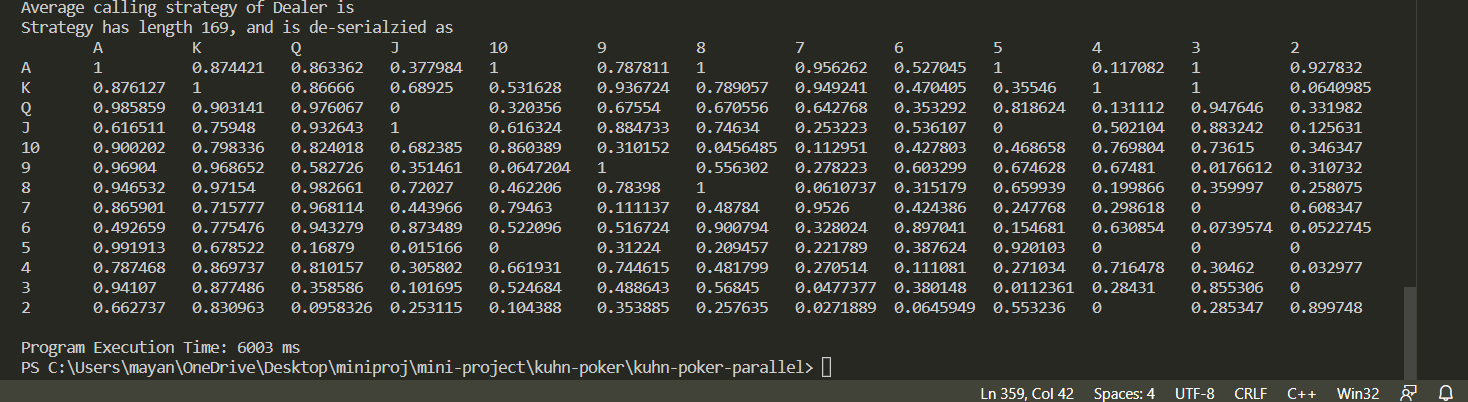 Average calling strategy of Dealer is
Strategy has length 169, and is de-serialzied as
A K Q J 10 9 8 7 6 5 4 3 2
A 1 0.874421 0.863362 0.377984 1 0.787811 1 0.956262 0.527045 1 0.117082 1 0.927832
K 0.876127 1 0.86666 0.68925 0.531628 0.936724 0.789057 0.949241 0.470405 0.35546 1 1 0.0640985
Q 0.985859 0.903141 0.976067 0 0.320356 0.67554 0.670556 0.642768 0.353292 0.818624 0.131112 0.947646 0.331982
J 0.616511 0.75948 0.932643 1 0.616324 0.884733 0.74634 0.253223 0.536107 0 0.502104 0.883242 0.125631
10 0.900202 0.798336 0.824018 0.682385 0.860389 0.310152 0.0456485 0.112951 0.427803 0.468658 0.769804 0.73615 0.346347
9 0.96904 0.968652 0.582726 0.351461 0.0647204 1 0.556302 0.278223 0.603299 0.674628 0.67481 0.0176612 0.310732
8 0.946532 0.97154 0.982661 0.72027 0.462206 0.78398 1 0.0610737 0.315179 0.659939 0.199866 0.359997 0.258075
7 0.865901 0.715777 0.968114 0.443966 0.79463 0.111137 0.48784 0.9526 0.424386 0.247768 0.298618 0 0.608347
6 0.492659 0.775476 0.943279 0.873489 0.522096 0.516724 0.900794 0.328024 0.897041 0.154681 0.630854 0.0739574 0.0522745
5 0.991913 0.678522 0.16879 0.015166 0 0.31224 0.209457 0.221789 0.387624 0.920103 0 0 0
4 0.787468 0.869737 0.810157 0.305802 0.661931 0.744615 0.481799 0.270514 0.111081 0.271034 0.716478 0.30462 0.032977
3 0.94107 0.877486 0.358586 0.101695 0.524684 0.488643 0.56845 0.0477377 0.380148 0.0112361 0.28431 0.855306 0
2 0.662737 0.830963 0.0958326 0.253115 0.104388 0.353885 0.257635 0.0271889 0.0645949 0.553236 0 0.285347 0.899748
Program Execution Time: 6003 ms
PS C:\Users\mayan\OneDrive\Desktop\miniproj\mini-project\kuhn-poker\kuhn-poker-parallel>
Ln 359, Col 42 Spaces: 4 UTF-8 CRLF C++ Win32